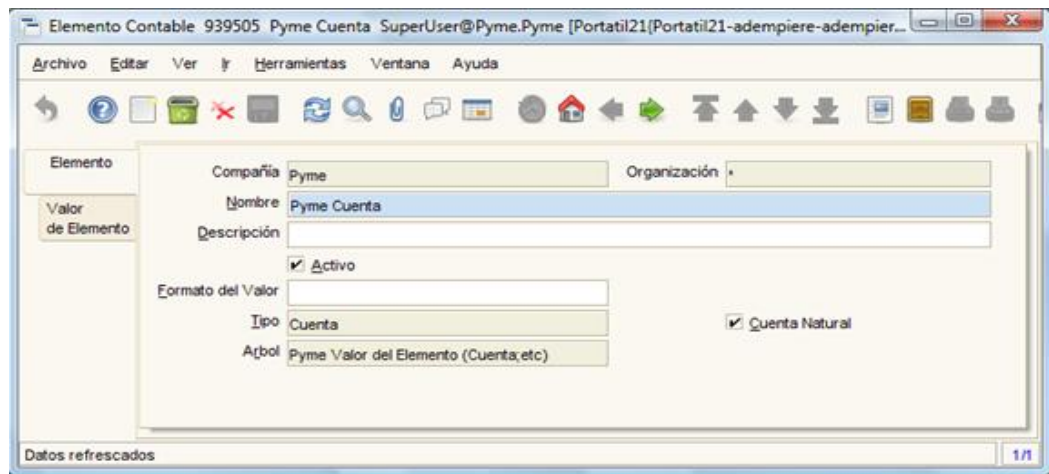 Elemento Contable 939505 Pyme Cuenta SuperUser@Pyme.Pyme [Portatil21{Portatil21-adempiere-adempier...
Archivo Editar Ver Ir Herramientas Ventana Ayuda
Elemento
Valor
de Elemento
Compañía Pyme Organización *
Nombre Pyme Cuenta
Descripción
Activo
Formato del Valor
Tipo Cuenta Cuenta Natural
Arbol Pyme Valor del Elemento (Cuenta;etc)
Datos refrescados 1/1